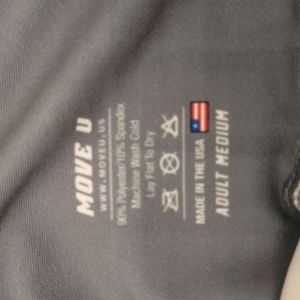 MOVE U
WWW.MOVEU.US
90% Polyester/10% Spandex
Machine Wash Cold
Lay Flat To Dry
MADE IN THE USA
ADULT MEDIUM